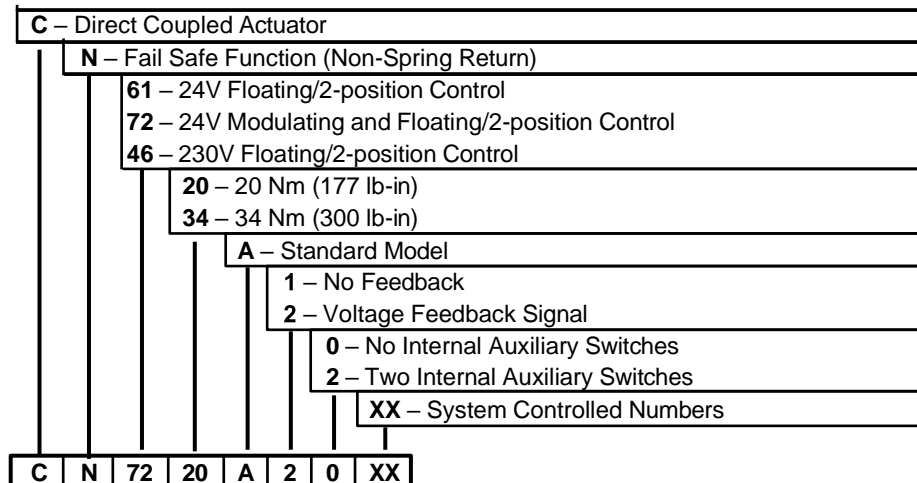 C – Direct Coupled Actuator
N – Fail Safe Function (Non-Spring Return)
61 – 24V Floating/2-position Control
72 – 24V Modulating and Floating/2-position Control
46 – 230V Floating/2-position Control
20 – 20 Nm (177 lb-in)
34 – 34 Nm (300 lb-in)
A – Standard Model
1 – No Feedback
2 – Voltage Feedback Signal
0 – No Internal Auxiliary Switches
2 – Two Internal Auxiliary Switches
XX – System Controlled Numbers
C N 72 20 A 2 0 XX